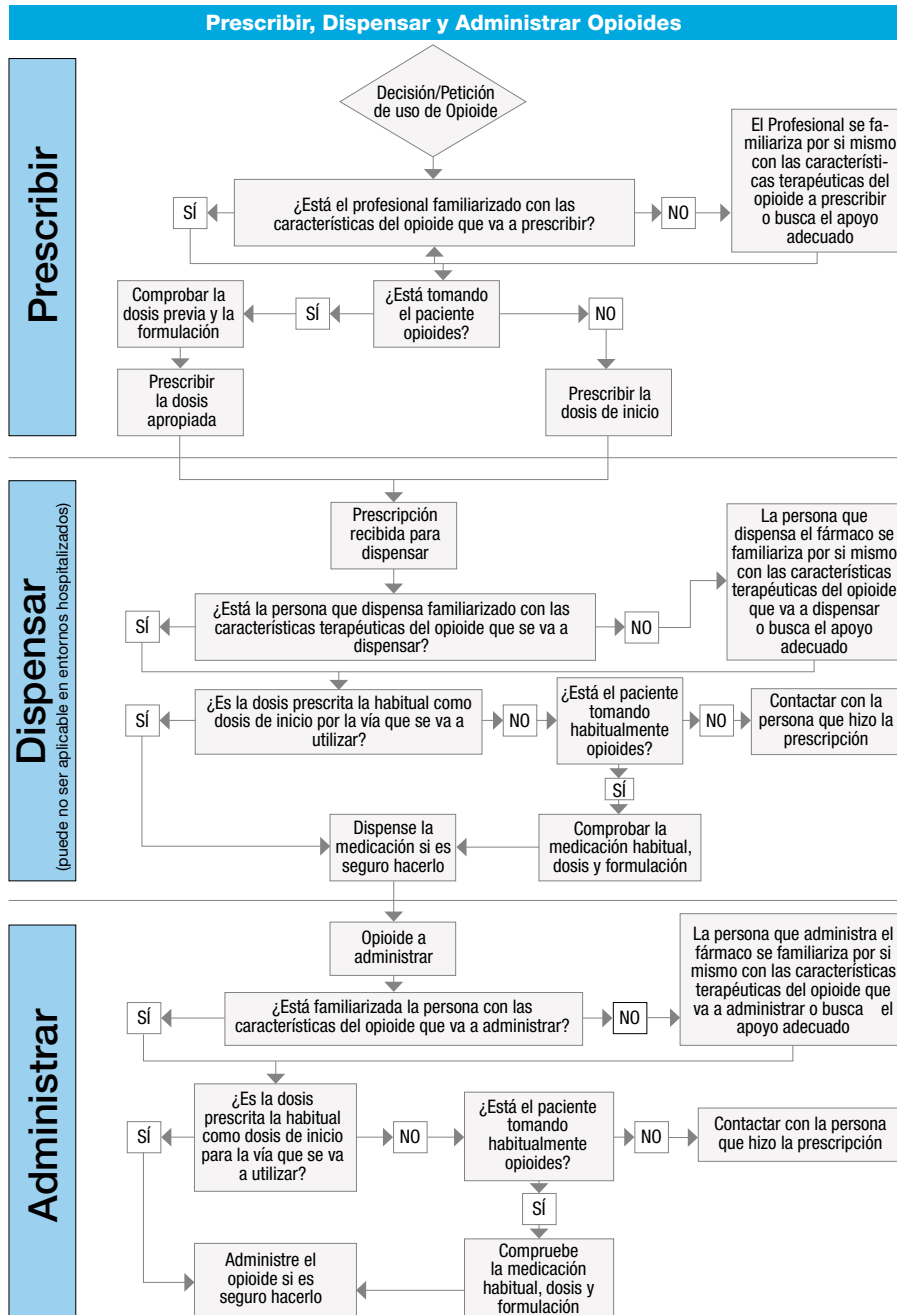 Prescribir, Dispensar y Administrar Opioides
Prescribir
Decisión/Petición
de uso de Opioide
¿Está el profesional familiarizado con las
características del opioide que va a prescribir?
SÍ
NO
El Profesional se fa-
miliariza por si mismo
con las característi-
cas terapéuticas del
opioide a prescribir
o busca el apoyo
adecuado
¿Está tomando
el paciente
opioides?
SÍ
NO
Comprobar la
dosis previa y la
formulación
Prescribir
la dosis
apropiada
Prescribir la
dosis de inicio
Dispensar
(puede no ser aplicable en entornos hospitalizados)
Prescripción
recibida para
dispensar
¿Está la persona que dispensa familiarizado con las
características terapéuticas del opioide que se va a
dispensar?
SÍ
NO
La persona que
dispensa el fármaco se
familiariza por si mismo
con las características
terapéuticas del opioide
que va a dispensar
o busca el apoyo
adecuado
¿Es la dosis prescrita la habitual como
dosis de inicio por la vía que se va a
utilizar?
SÍ
NO
¿Está el paciente
tomando
habitualmente
opioides?
NO
Contactar con la
persona que hizo la
prescripción
SÍ
Dispense la
medicación si es
seguro hacerlo
Comprobar la
medicación habitual,
dosis y formulación
Administrar
Opioide a
administrar
¿Está familiarizada la persona con las
características del opioide que va a administrar?
SÍ
NO
La persona que administra el
fármaco se familiariza por si
mismo con las características
terapéuticas del opioide que
va a administrar o busca el
apoyo adecuado
¿Es la dosis
prescrita la habitual
como dosis de inicio
para la vía que se va
a utilizar?
SÍ
NO
¿Está el paciente
tomando
habitualmente
opioides?
NO
Contactar con la persona
que hizo la prescripción
SÍ
Administre el
opioide si es
seguro hacerlo
Compruebe
la medicación
habitual, dosis y
formulación